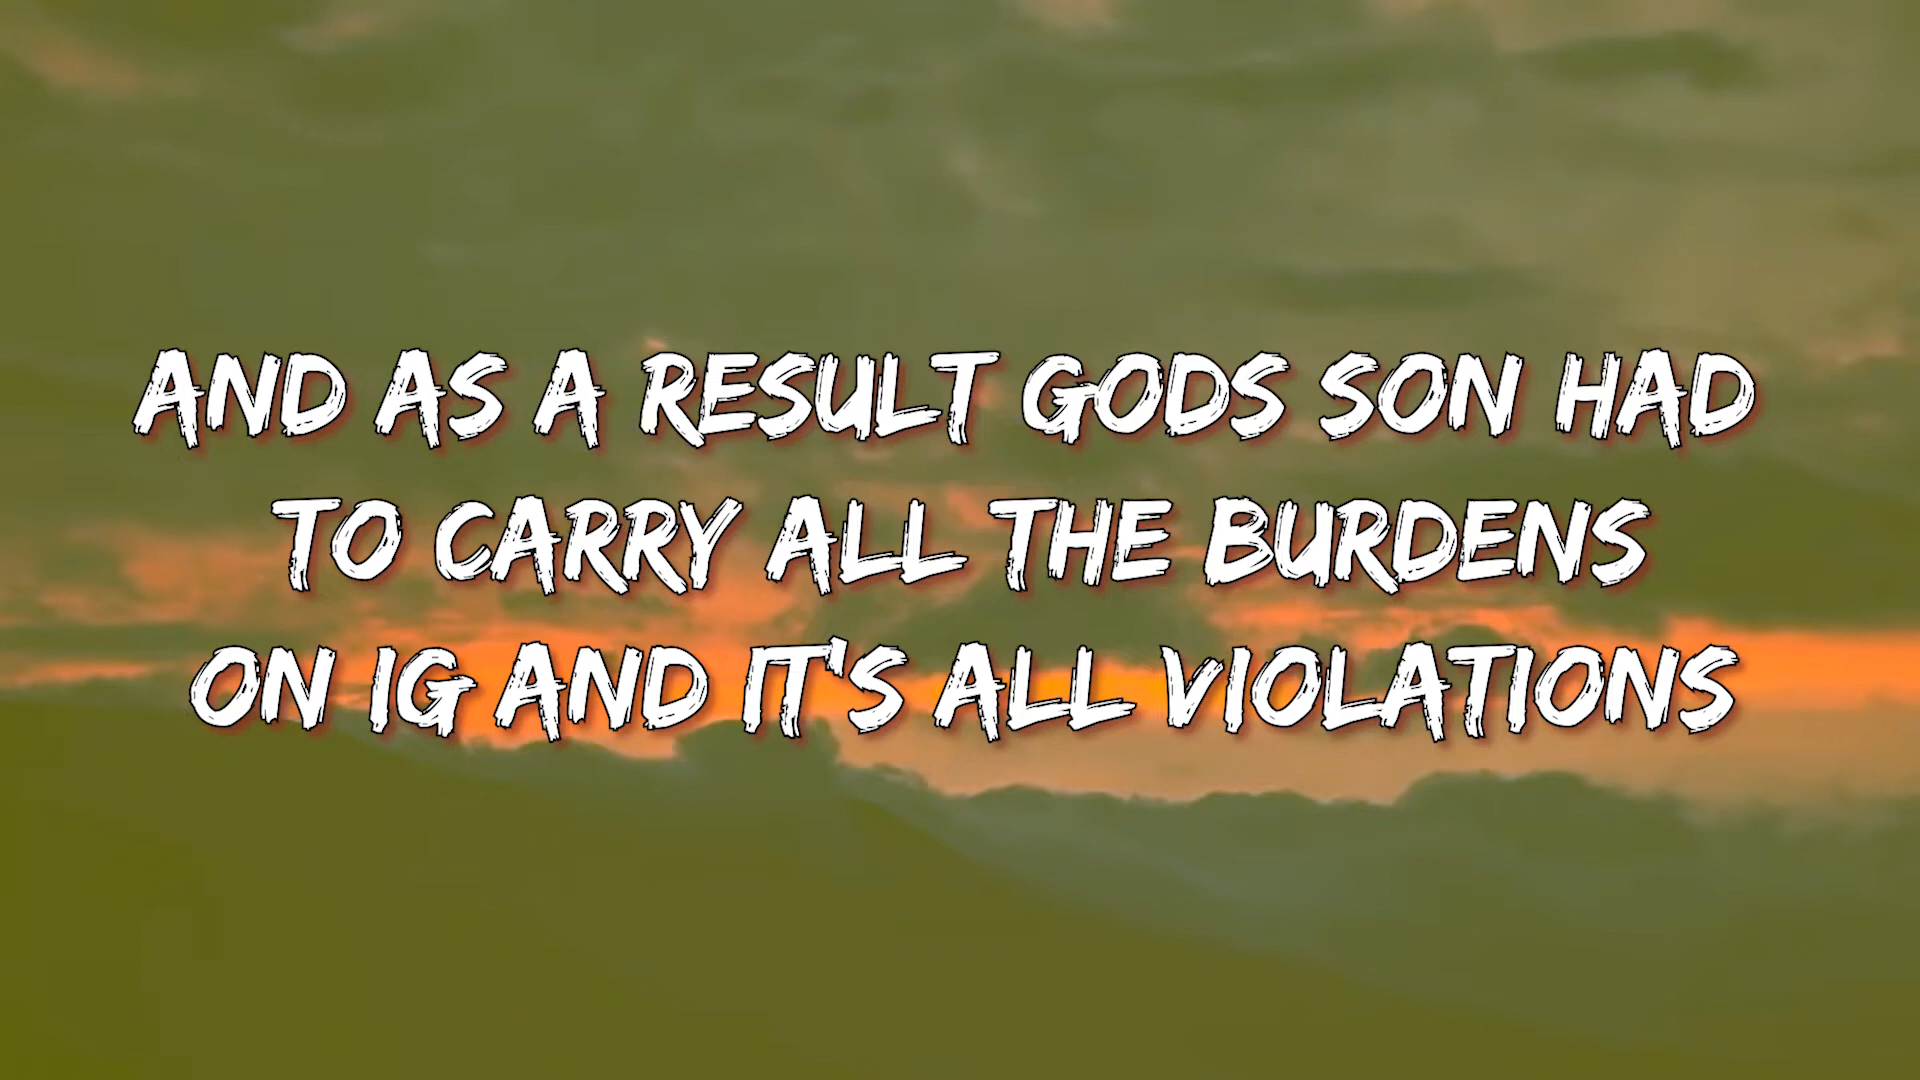 AND AS A RESULT GODS SON HAD
TO CARRY ALL THE BURDENS
ON IG AND IT'S ALL VIOLATIONS